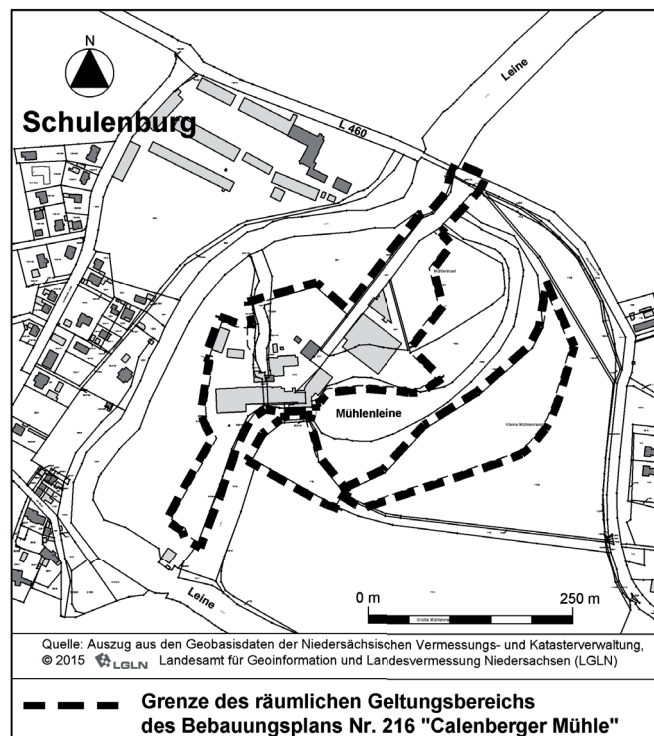 N
Leine
L 460
Schulenburg
Mühleninsel
Mühlenleine
Leine
0 m
250 m
Quelle: Auszug aus den Geobasisdaten der Niedersächsischen Vermessungs- und Katasterverwaltung,
© 2015 LGLN Landesamt für Geoinformation und Landesvermessung Niedersachsen (LGLN)
Grenze des räumlichen Geltungsbereichs
des Bebauungsplans Nr. 216 "Calenberger Mühle"